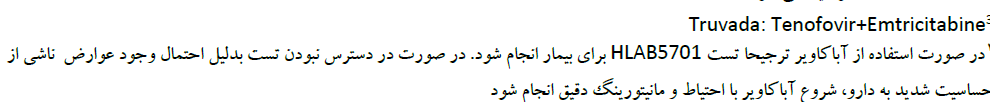 Truvada: Tenofovir+Emtricitabine³
¹در صورت استفاده از آباکاویر ترجیحا تست HLAB5701 برای بیمار انجام شود. در صورت در دسترس نبودن تست بدلیل احتمال وجود عوارض ناشی از
حساسیت شدید به دارو، شروع آباکاویر با احتیاط و مانیتورینگ دقیق انجام شود